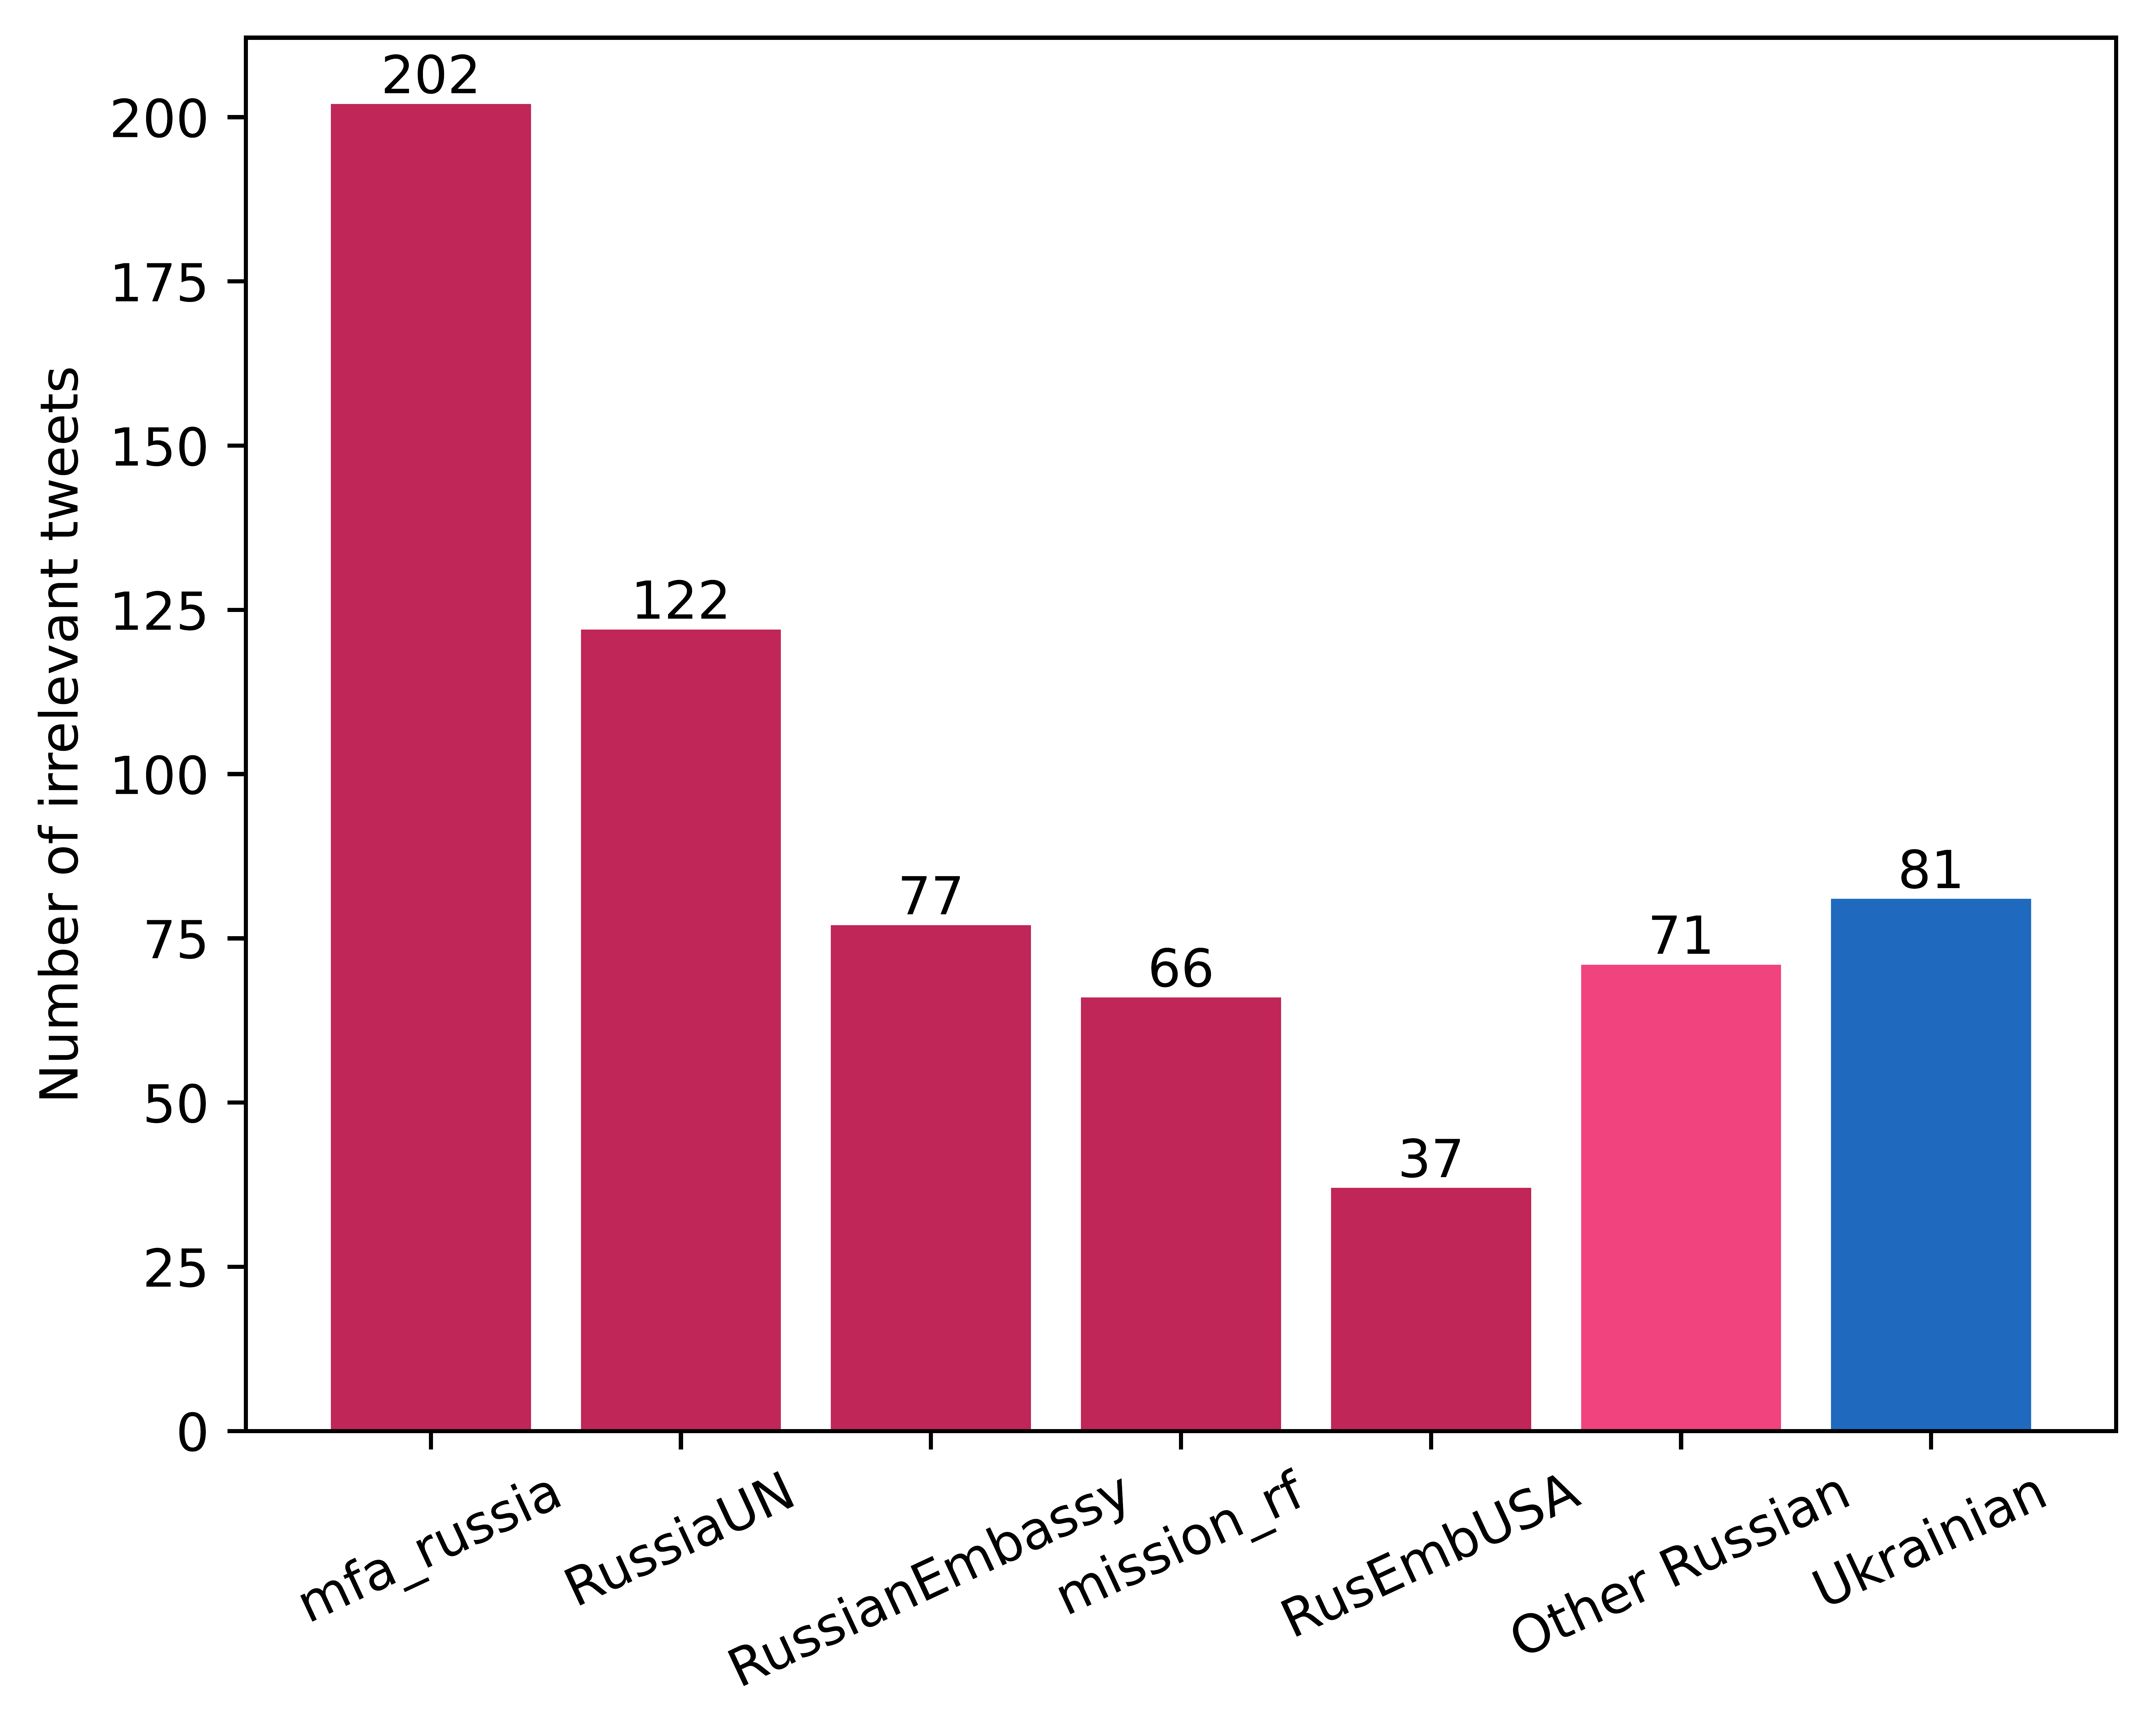 Number of irrelevant tweets
200
175
150
125
100
75
50
25
0
202
122
77
66
37
71
81
mfa_russia
RussiaUN
RussianEmbassy
mission_rf
RusEmbUSA
Other Russian
Ukrainian